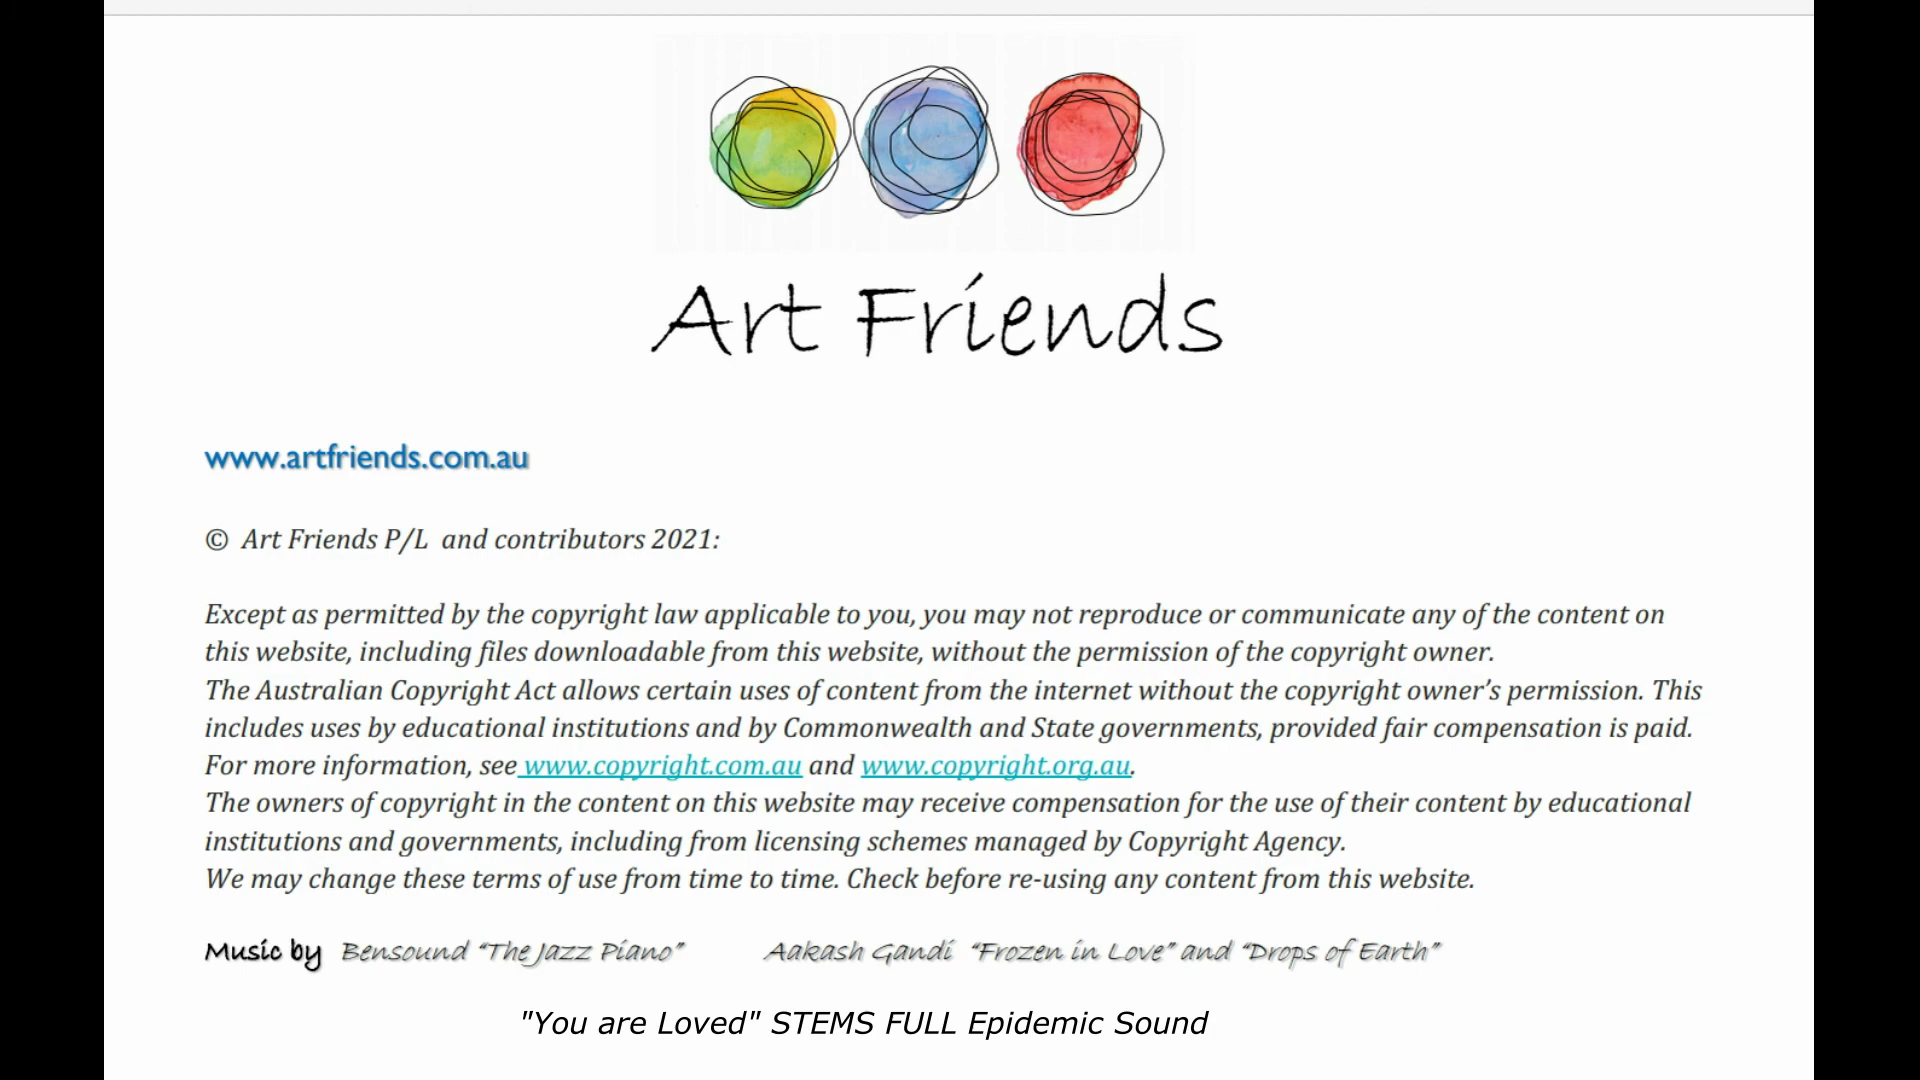 Art Friends
www.artfriends.com.au
© Art Friends P/L and contributors 2021:
Except as permitted by the copyright law applicable to you, you may not reproduce or communicate any of the content on
this website, including files downloadable from this website, without the permission of the copyright owner.
The Australian Copyright Act allows certain uses of content from the internet without the copyright owner’s permission. This
includes uses by educational institutions and by Commonwealth and State governments, provided fair compensation is paid.
For more information, see www.copyright.com.au and www.copyright.org.au.
The owners of copyright in the content on this website may receive compensation for the use of their content by educational
institutions and governments, including from licensing schemes managed by Copyright Agency.
We may change these terms of use from time to time. Check before re-using any content from this website.
Music by Bensound “The Jazz Piano” Aakash Gandi “Frozen in Love” and “Drops of Earth”
"You are Loved" STEMS FULL Epidemic Sound